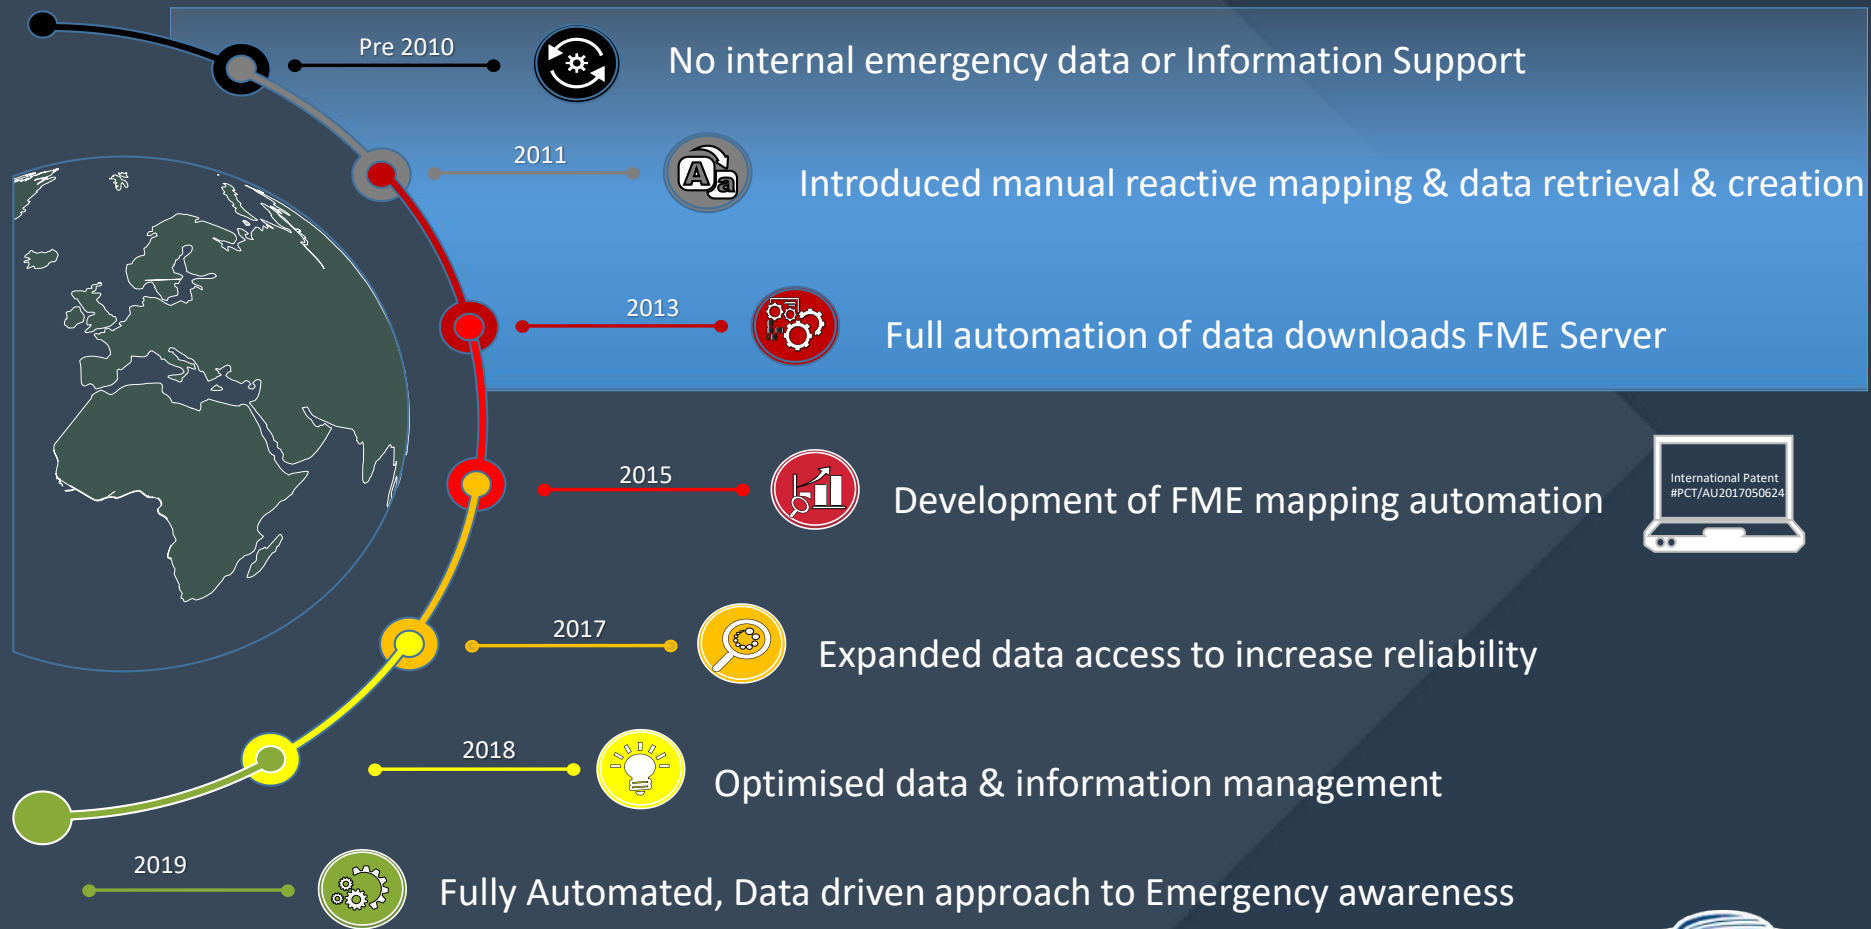 Pre 2010
No internal emergency data or Information Support
2011
Introduced manual reactive mapping & data retrieval & creation
2013
Full automation of data downloads FME Server
2015
Development of FME mapping automation
International Patent
#PCT/AU2017050624
2017
Expanded data access to increase reliability
2018
Optimised data & information management
2019
Fully Automated, Data driven approach to Emergency awareness
A
a